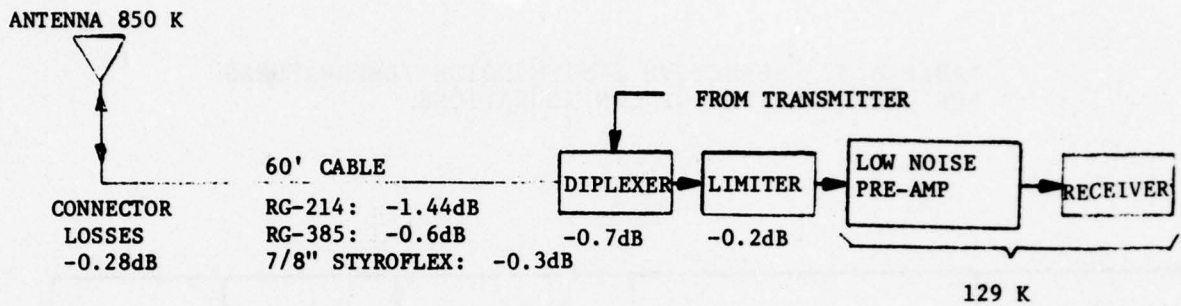 ANTENNA 850 K
FROM TRANSMITTER
60' CABLE
RG-214: -1.44dB
RG-385: -0.6dB
7/8" STYROFLEX: -0.3dB
CONNECTOR
LOSSES
-0.28dB
DIPLEXER
-0.7dB
LIMITER
-0.2dB
LOW NOISE
PRE-AMP
RECEIVER
129 K